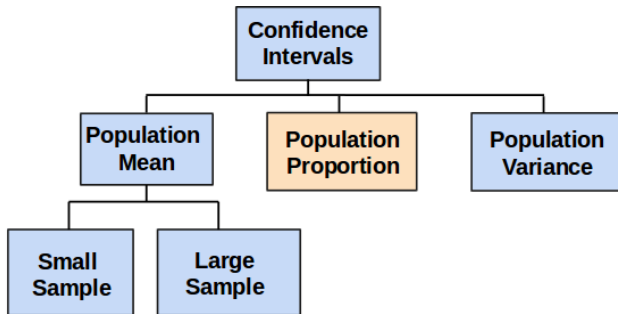 Confidence
Intervals
Population
Mean
Population
Proportion
Population
Variance
Small
Sample
Large
Sample